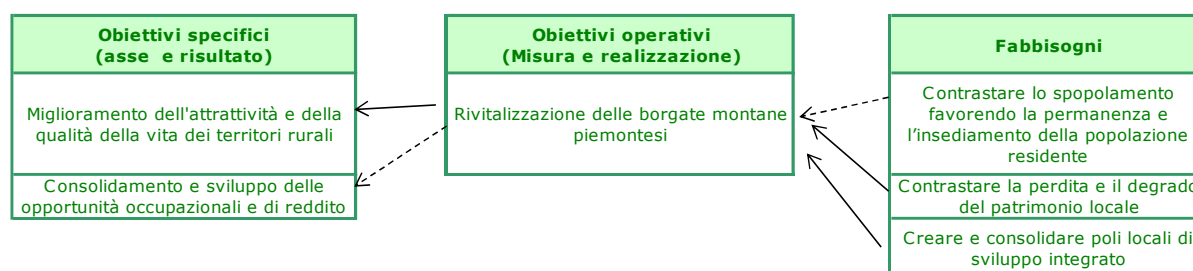 Obiettivi specifici
(asse e risultato)
Miglioramento dell'attrattività e della
qualità della vita dei territori rurali
Consolidamento e sviluppo delle
opportunità occupazionali e di reddito
Obiettivi operativi
(Misura e realizzazione)
Rivitalizzazione delle borgate montane
piemontesi
Fabbisogni
Contrastare lo spopolamento
favorendo la permanenza e
l'insediamento della popolazione
residente
Contrastare la perdita e il degrado
del patrimonio locale
Creare e consolidare poli locali di
sviluppo integrato